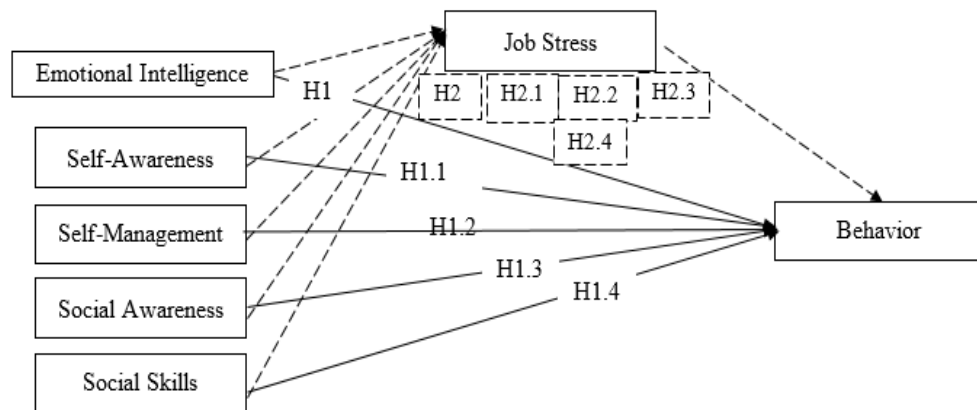 Job Stress
Emotional Intelligence
H1
H2
H2.1
H2.2
H2.3
H2.4
Self-Awareness
H1.1
Self-Management
H1.2
Behavior
H1.3
Social Awareness
H1.4
Social Skills